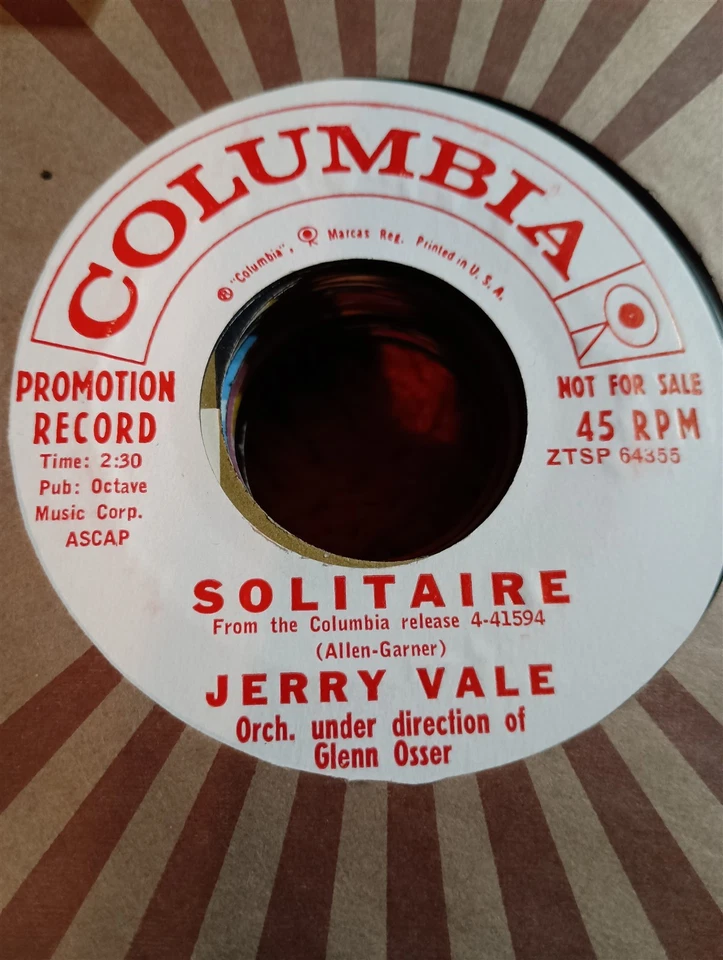 COLUMBIA
® "Columbia", Marcas Reg. Printed in U.S.A.
PROMOTION
RECORD
Time: 2:30
Pub: Octave
Music Corp.
ASCAP
NOT FOR SALE
45 RPM
ZTSP 64355
SOLITAIRE
From the Columbia release 4-41594
(Allen-Garner)
JERRY VALE
Orch. under direction of
Glenn Osser